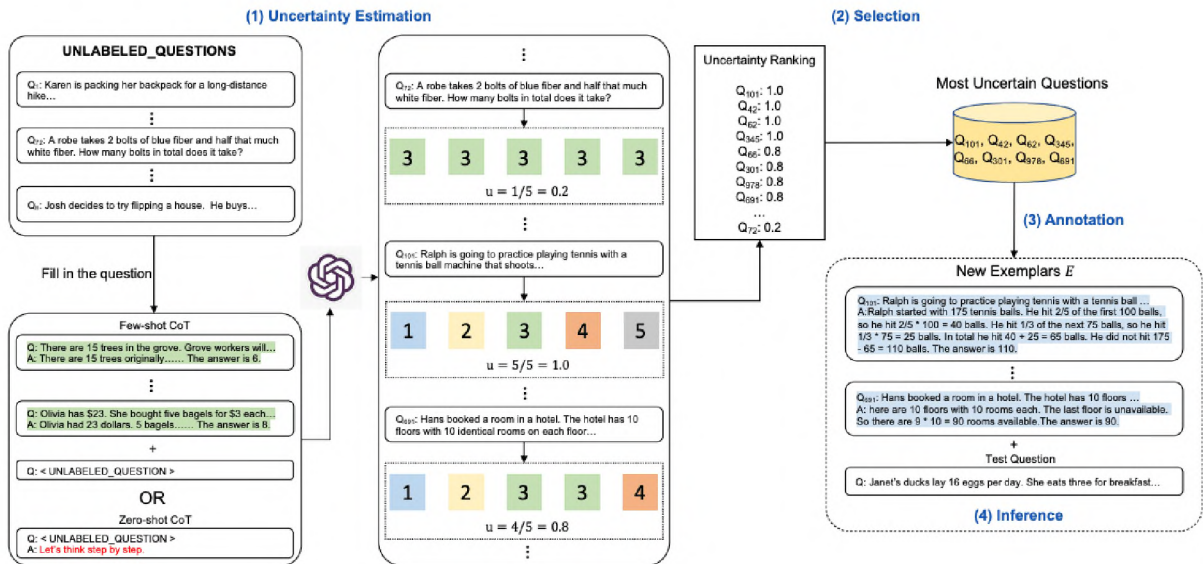 (1) Uncertainty Estimation
UNLABELED_QUESTIONS
Q1: Karen is packing her backpack for a long-distance
hike…
⋮
Q72: A robe takes 2 bolts of blue fiber and half that much
white fiber. How many bolts in total does it take?
⋮
Qn: Josh decides to try flipping a house. He buys…
Fill in the question
Few-shot CoT
Q: There are 15 trees in the grove. Grove workers will…
A: There are 15 trees originally…… The answer is 6.
⋮
Q: Olivia has $23. She bought five bagels for $3 each…
A: Olivia had 23 dollars. 5 bagels…… The answer is 8.
+
Q: < UNLABELED_QUESTION >
OR
Zero-shot CoT
Q: < UNLABELED_QUESTION >
A: Let's think step by step.
⋮
Q72: A robe takes 2 bolts of blue fiber and half that much
white fiber. How many bolts in total does it take?
3 3 3 3 3
u = 1/5 = 0.2
⋮
Q101: Ralph is going to practice playing tennis with a
tennis ball machine that shoots…
1 2 3 4 5
u = 5/5 = 1.0
⋮
Q691: Hans booked a room in a hotel. The hotel has 10
floors with 10 identical rooms on each floor…
1 2 3 3 4
u = 4/5 = 0.8
⋮
(2) Selection
Uncertainty Ranking
Q101: 1.0
Q42: 1.0
Q62: 1.0
Q345: 1.0
Q66: 0.8
Q301: 0.8
Q978: 0.8
Q691: 0.8
...
Q72: 0.2
Most Uncertain Questions
Q101, Q42, Q62, Q345,
Q66, Q301, Q978, Q691
(3) Annotation
New Exemplars E
Q101: Ralph is going to practice playing tennis with a tennis ball …
A:Ralph started with 175 tennis balls. He hit 2/5 of the first 100 balls,
so he hit 2/5 * 100 = 40 balls. He hit 1/3 of the next 75 balls, so he hit
1/3 * 75 = 25 balls. In total he hit 40 + 25 = 65 balls. He did not hit 175
- 65 = 110 balls. The answer is 110.
⋮
Q691: Hans booked a room in a hotel. The hotel has 10 floors …
A: here are 10 floors with 10 rooms each. The last floor is unavailable.
So there are 9 * 10 = 90 rooms available.The answer is 90.
+
Test Question
Q: Janet's ducks lay 16 eggs per day. She eats three for breakfast…
(4) Inference